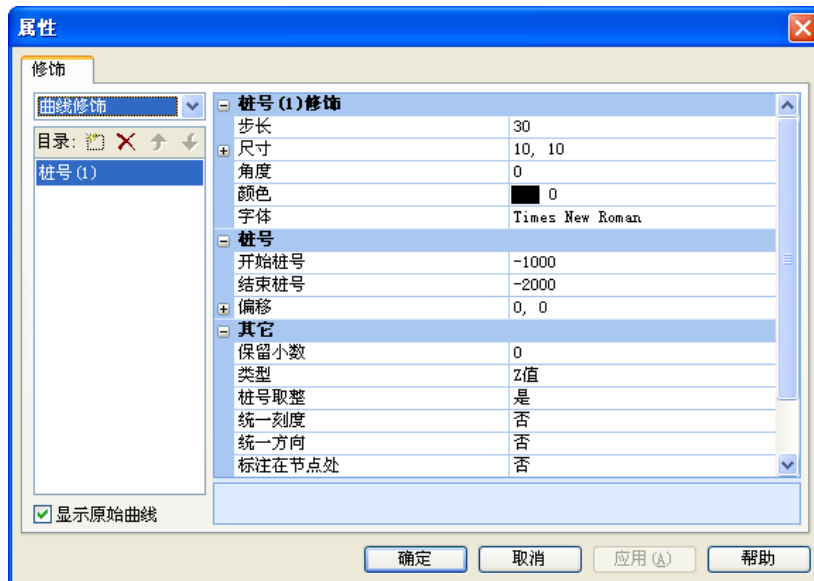 属性
修饰
曲线修饰
目录:
桩号(1)
桩号(1)修饰
步长 30
尺寸 10, 10
角度 0
颜色 0
字体 Times New Roman
桩号
开始桩号 -1000
结束桩号 -2000
偏移 0, 0
其它
保留小数 0
类型 Z值
桩号取整 是
统一刻度 否
统一方向 否
标注在节点处 否
显示原始曲线
确定 取消 应用(A) 帮助